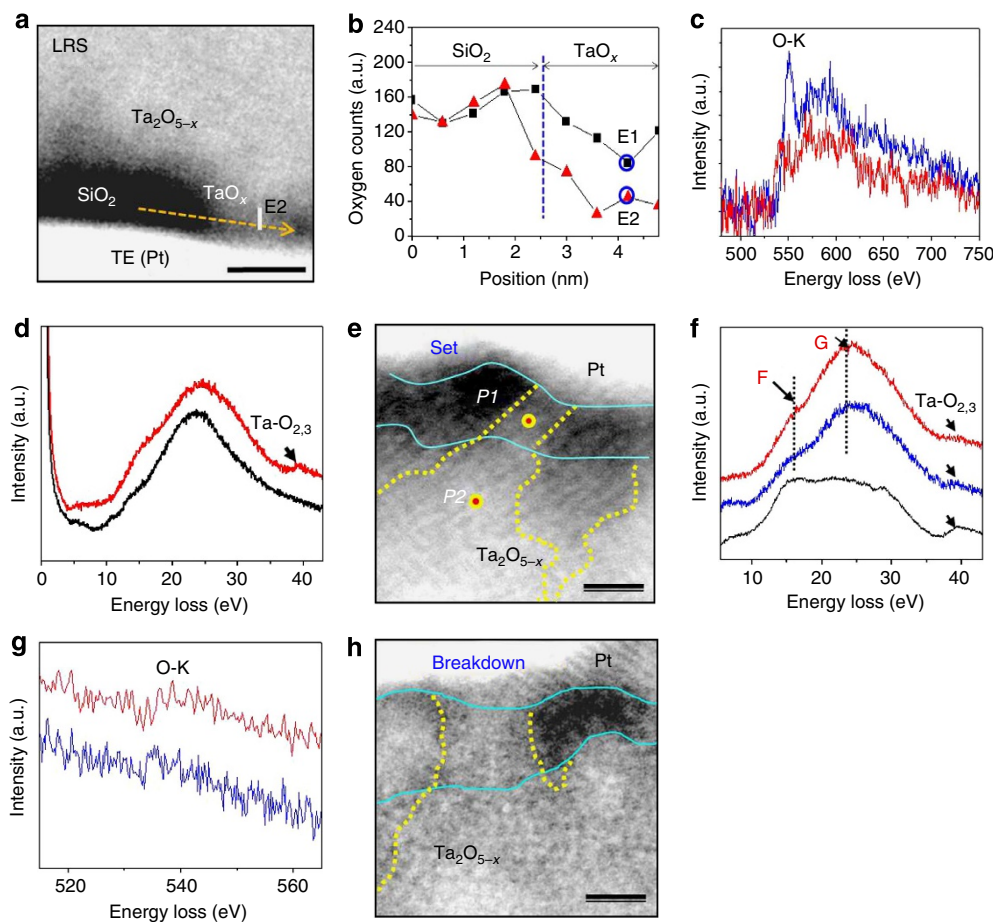 a
LRS
Ta₂O₅₋ₓ
SiO₂
TaOₓ
E2
TE (Pt)
b
240
200
160
120
80
40
0
Oxygen counts (a.u.)
SiO₂
TaOₓ
E1
E2
0 1 2 3 4
Position (nm)
c
O-K
Intensity (a.u.)
500 550 600 650 700 750
Energy loss (eV)
d
Intensity (a.u.)
Ta-O₂,₃
0 10 20 30 40
Energy loss (eV)
e
Set
Pt
P1
P2
Ta₂O₅₋ₓ
f
Intensity (a.u.)
G
F
Ta-O₂,₃
10 20 30 40
Energy loss (eV)
g
O-K
Intensity (a.u.)
520 540 560
Energy loss (eV)
h
Breakdown
Pt
Ta₂O₅₋ₓ